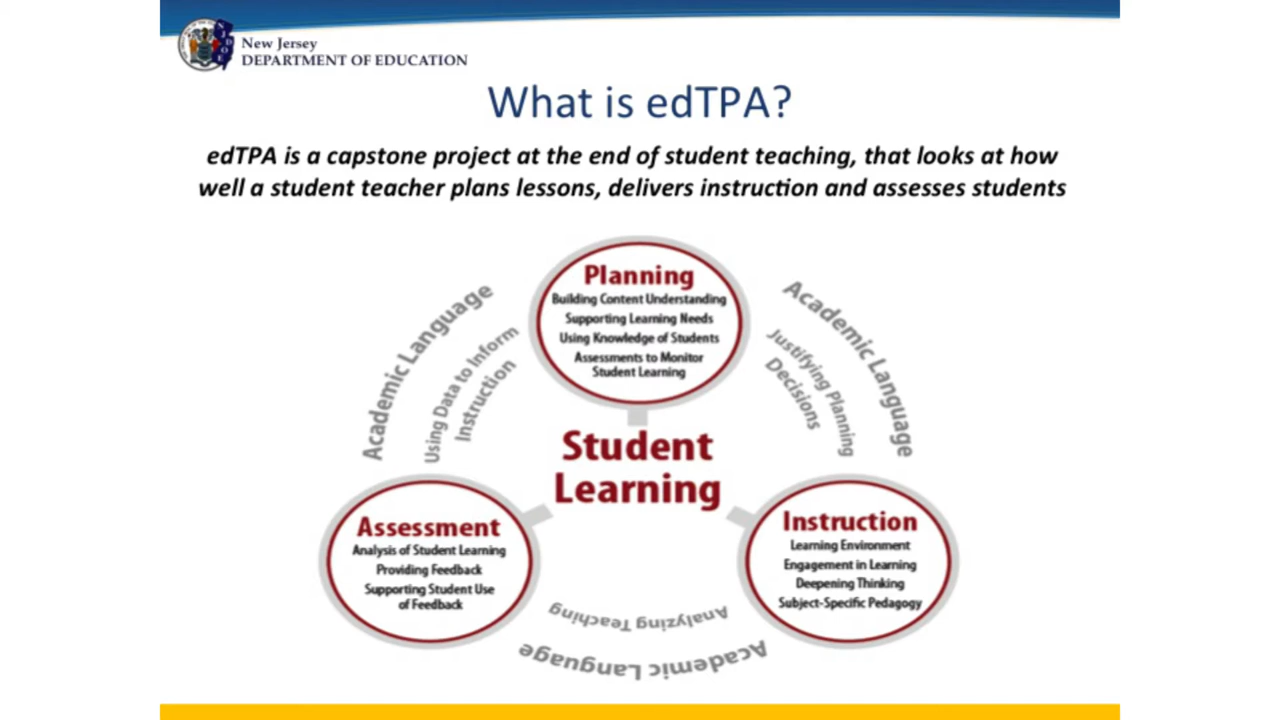 New Jersey
DEPARTMENT OF EDUCATION
What is edTPA?
edTPA is a capstone project at the end of student teaching, that looks at how
well a student teacher plans lessons, delivers instruction and assesses students
Planning
Building Content Understanding
Supporting Learning Needs
Using Knowledge of Students
Assessments to Monitor
Student Learning
Academic Language
Using Data to Inform
Instruction
Academic Language
Justifying Planning
Decisions
Student
Learning
Assessment
Analysis of Student Learning
Providing Feedback
Supporting Student Use
of Feedback
Instruction
Learning Environment
Engagement in Learning
Deepening Thinking
Subject-Specific Pedagogy
Analyzing Teaching
Academic Language